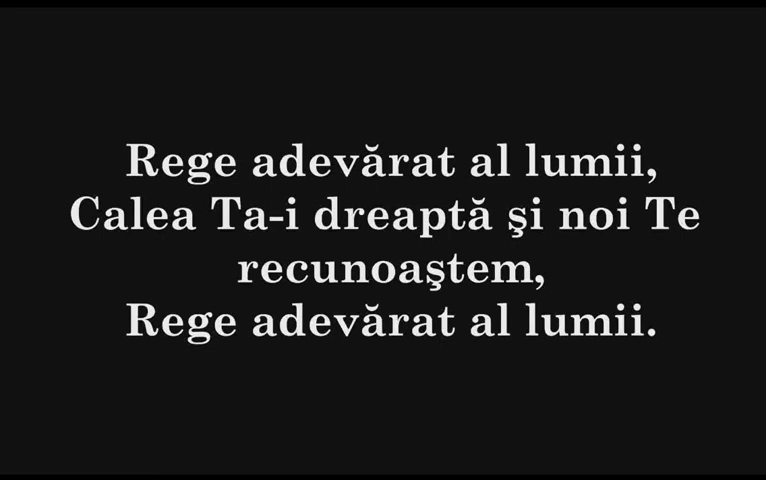 Rege adevărat al lumii,
Calea Ta-i dreaptă şi noi Te
recunoaştem,
Rege adevărat al lumii.